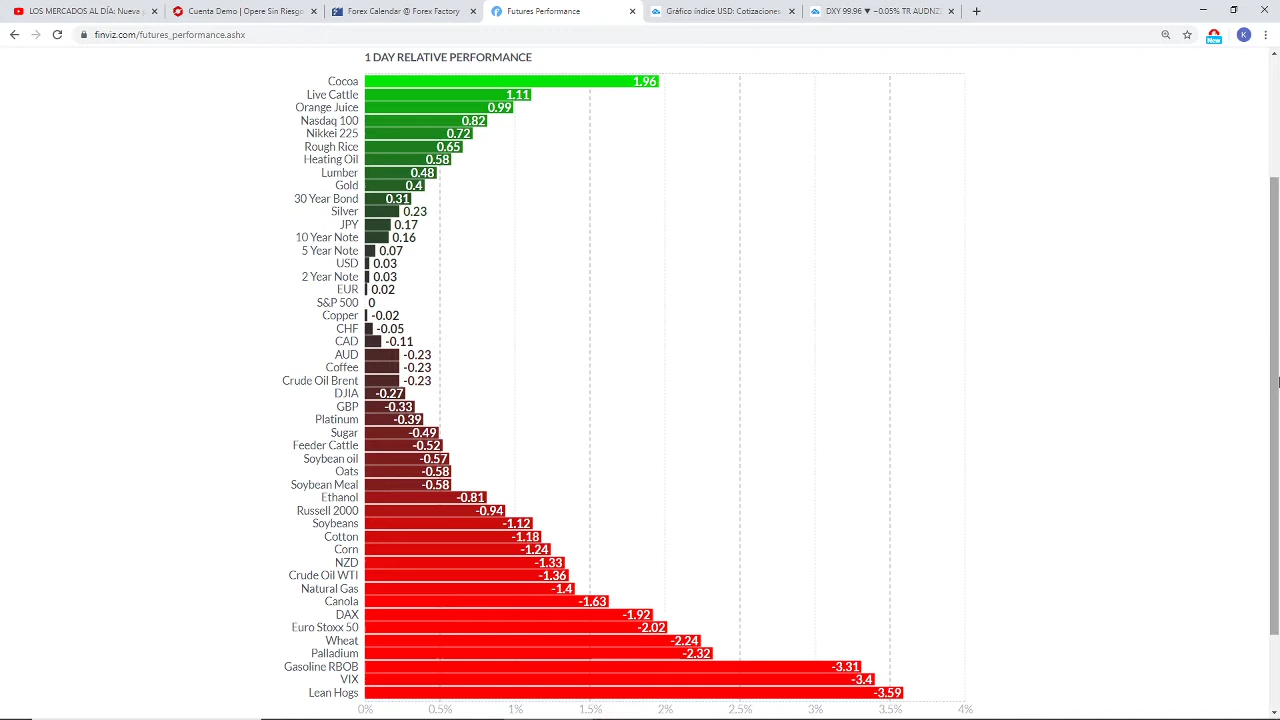 LOS MERCADOS AL DÍA: Nueva s
Cuenta Demo | Opere Sin Riesgo
Forex Calendar @ Forex Factory
Futures Performance
Gráfico índice USD: Cotizaciones
DXY 99.96 ▼ −0.05% TR AUDIZX
finviz.com/futures_performance.ashx
New
K
1 DAY RELATIVE PERFORMANCE
Cocoa 1.96
Live Cattle 1.11
Orange Juice 0.99
Nasdaq 100 0.82
Nikkei 225 0.72
Rough Rice 0.65
Heating Oil 0.58
Lumber 0.48
Gold 0.4
30 Year Bond 0.31
Silver 0.23
JPY 0.17
10 Year Note 0.16
5 Year Note 0.07
USD 0.03
2 Year Note 0.03
EUR 0.02
S&P 500 0
Copper -0.02
CHF -0.05
CAD -0.11
AUD -0.23
Coffee -0.23
Crude Oil Brent -0.23
DJIA -0.27
GBP -0.33
Platinum -0.39
Sugar -0.49
Feeder Cattle -0.52
Soybean oil -0.57
Oats -0.58
Soybean Meal -0.58
Ethanol -0.81
Russell 2000 -0.94
Soybeans -1.12
Cotton -1.18
Corn -1.24
NZD -1.33
Crude Oil WTI -1.36
Natural Gas -1.4
Canola -1.63
DAX -1.92
Euro Stoxx 50 -2.02
Wheat -2.24
Palladium -2.32
Gasoline RBOB -3.31
VIX -3.4
Lean Hogs -3.59
0% 0.5% 1% 1.5% 2% 2.5% 3% 3.5% 4%